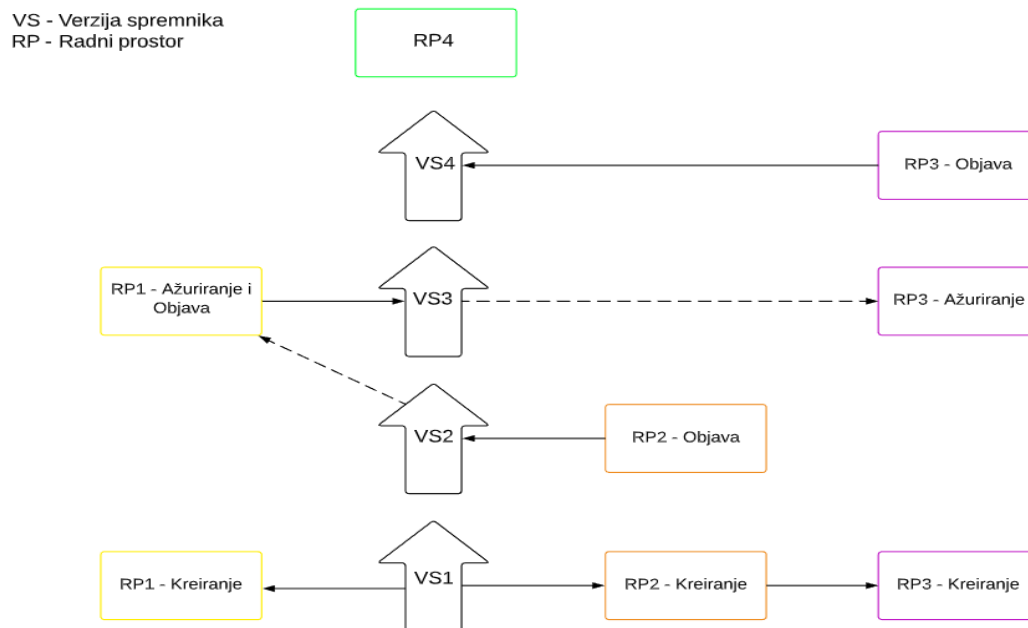 VS - Verzija spremnika
RP - Radni prostor
RP4
VS4
RP3 - Objava
RP1 - Ažuriranje i
Objava
VS3
RP3 - Ažuriranje
VS2
RP2 - Objava
RP1 - Kreiranje
VS1
RP2 - Kreiranje
RP3 - Kreiranje